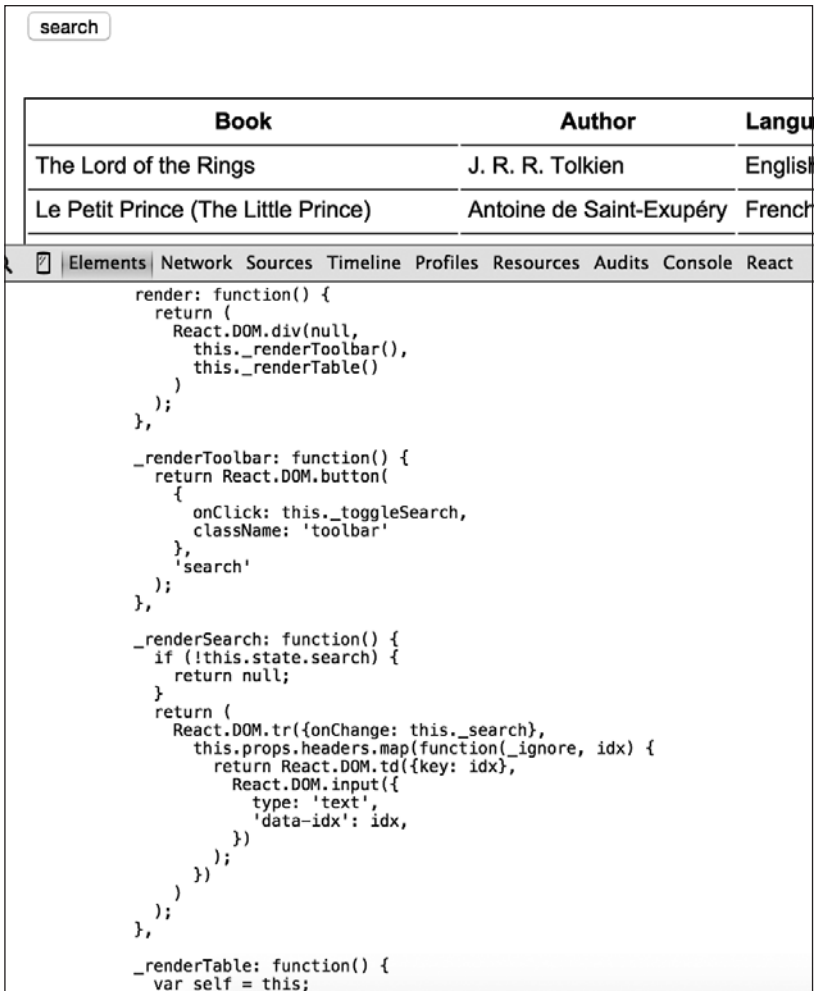 search
Book Author Langu
The Lord of the Rings J. R. R. Tolkien English
Le Petit Prince (The Little Prince) Antoine de Saint-Exupéry French
Elements Network Sources Timeline Profiles Resources Audits Console React
render: function() {
return (
React.DOM.div(null,
this._renderToolbar(),
this._renderTable()
)
);
},
_renderToolbar: function() {
return React.DOM.button(
{
onClick: this._toggleSearch,
className: 'toolbar'
},
'search'
);
},
_renderSearch: function() {
if (!this.state.search) {
return null;
}
return (
React.DOM.tr({onChange: this._search},
this.props.headers.map(function(_ignore, idx) {
return React.DOM.td({key: idx},
React.DOM.input({
type: 'text',
'data-idx': idx,
})
);
})
)
);
},
_renderTable: function() {
var self = this;